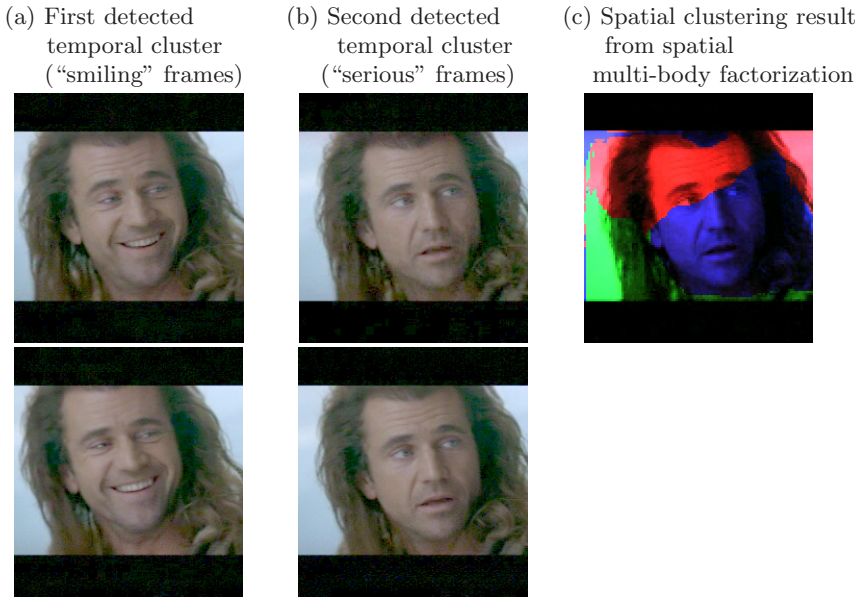 (a) First detected
temporal cluster
(“smiling” frames)
(b) Second detected
temporal cluster
(“serious” frames)
(c) Spatial clustering result
from spatial
multi-body factorization